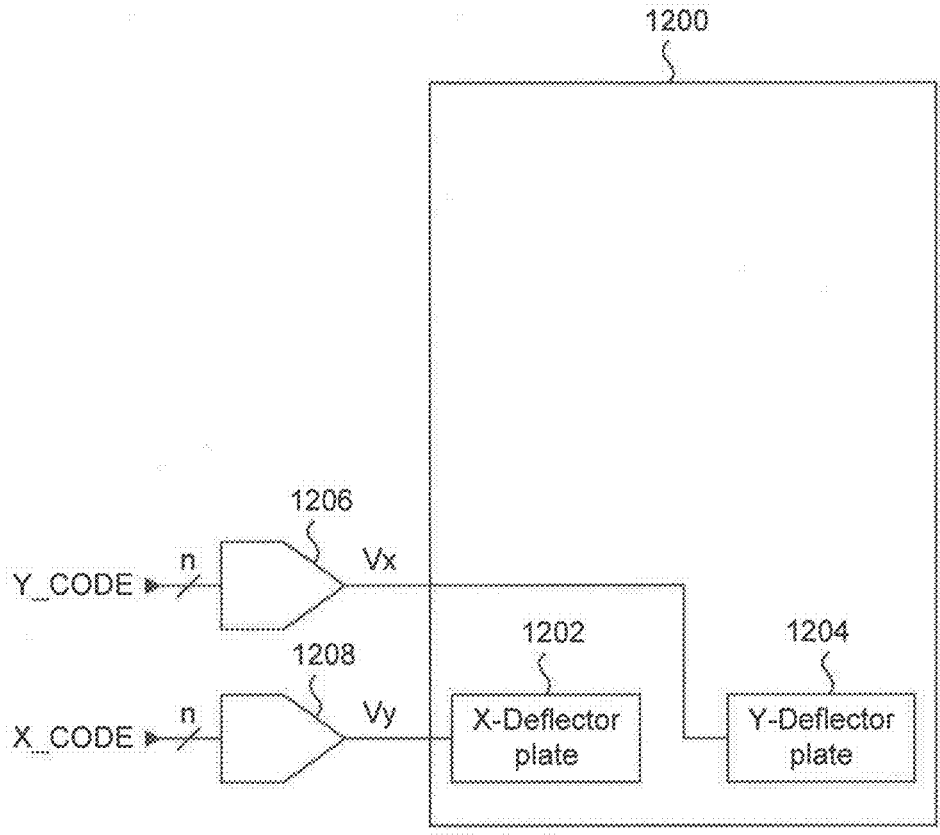 1200
1206
n
Vx
Y_CODE
1202
1204
1208
n
Vy
X_CODE
X-Deflector
plate
Y-Deflector
plate